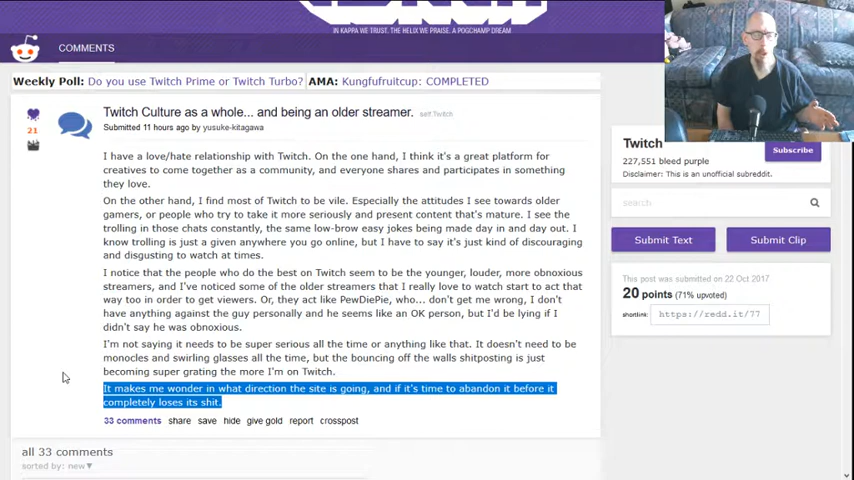 IN KAPPA WE TRUST. THE HELIX WE PRAISE. A POGCHAMP DREAM
COMMENTS
Weekly Poll: Do you use Twitch Prime or Twitch Turbo? AMA: Kungfufruitcup: COMPLETED
21
Twitch Culture as a whole... and being an older streamer. self.Twitch
Submitted 11 hours ago by yusuke-kitagawa
I have a love/hate relationship with Twitch. On the one hand, I think it's a great platform for
creatives to come together as a community, and everyone shares and participates in something
they love.
On the other hand, I find most of Twitch to be vile. Especially the attitudes I see towards older
gamers, or people who try to take it more seriously and present content that's mature. I see the
trolling in those chats constantly, the same low-brow easy jokes being made day in and day out. I
know trolling is just a given anywhere you go online, but I have to say it's just kind of discouraging
and disgusting to watch at times.
I notice that the people who do the best on Twitch seem to be the younger, louder, more obnoxious
streamers, and I've noticed some of the older streamers that I really love to watch start to act that
way too in order to get viewers. Or, they act like PewDiePie, who... don't get me wrong, I don't
have anything against the guy personally and he seems like an OK person, but I'd be lying if I
didn't say he was obnoxious.
I'm not saying it needs to be super serious all the time or anything like that. It doesn't need to be
monocles and swirling glasses all the time, but the bouncing off the walls shitposting is just
becoming super grating the more I'm on Twitch.
It makes me wonder in what direction the site is going, and if it's time to abandon it before it
completely loses its shit.
33 comments share save hide give gold report crosspost
all 33 comments
sorted by: new▼
Twitch
Subscribe
227,551 bleed purple
Disclaimer: This is an unofficial subreddit.
search
Submit Text
Submit Clip
This post was submitted on 22 Oct 2017
20 points (71% upvoted)
shortlink: https://redd.it/77